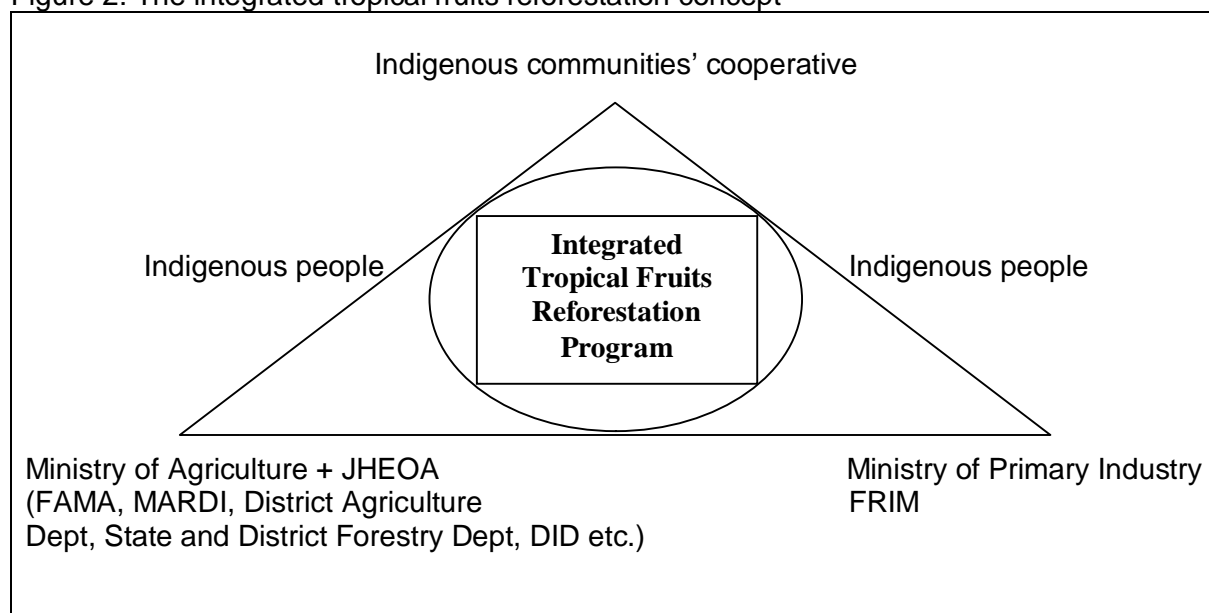 Figure 2: The integrated tropical fruits reforestation concept
Indigenous communities’ cooperative
Indigenous people
Indigenous people
Integrated
Tropical Fruits
Reforestation
Program
Ministry of Agriculture + JHEOA
(FAMA, MARDI, District Agriculture
Dept, State and District Forestry Dept, DID etc.)
Ministry of Primary Industry
FRIM